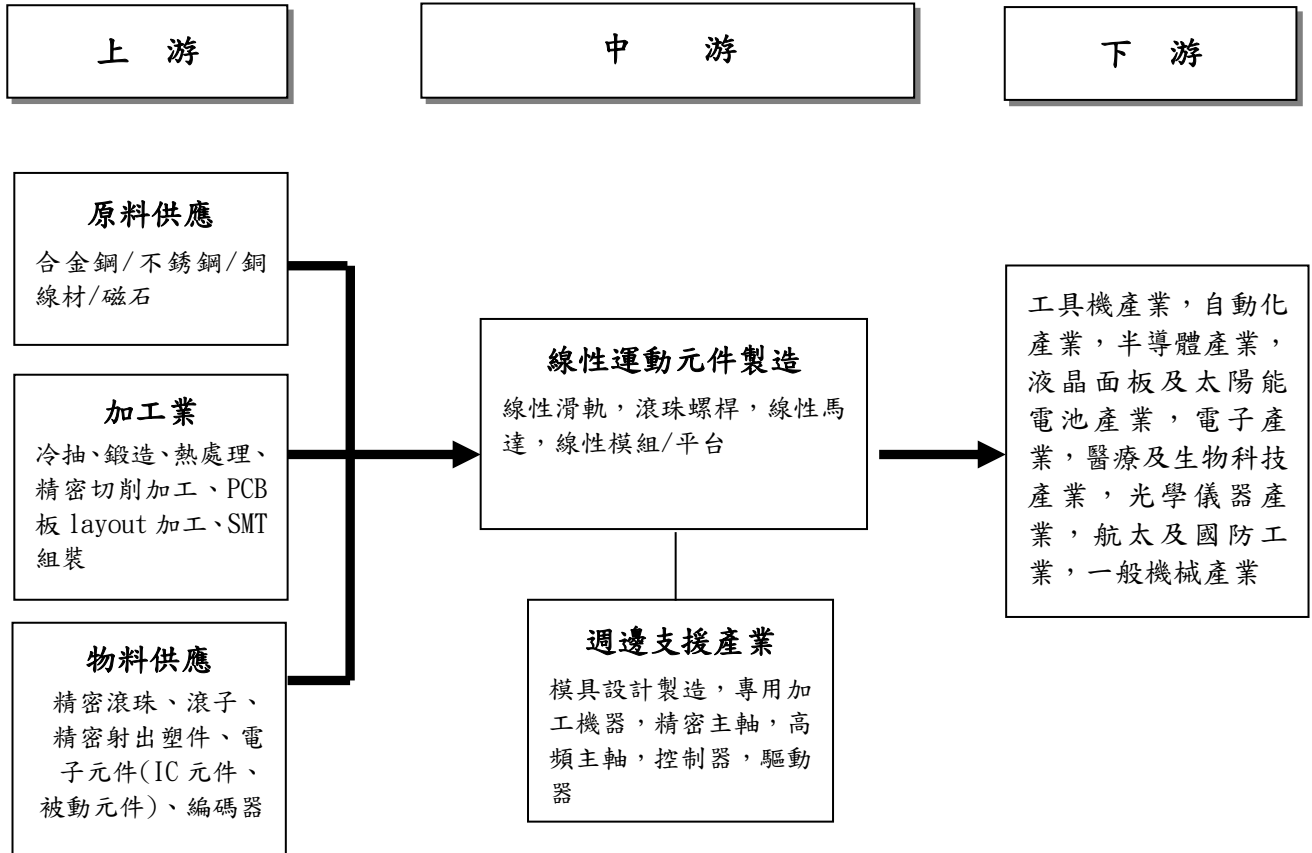 上 游
中 游
下 游
原料供應
合金鋼/不銹鋼/銅
線材/磁石
加工業
冷抽、鍛造、熱處理、
精密切削加工、PCB
板 layout 加工、SMT
組裝
物料供應
精密滾珠、滾子、
精密射出塑件、電
子元件(IC 元件、
被動元件)、編碼器
線性運動元件製造
線性滑軌，滾珠螺桿，線性馬
達，線性模組/平台
週邊支援產業
模具設計製造，專用加
工機器，精密主軸，高
頻主軸，控制器，驅動
器
工具機產業，自動化
產業，半導體產業，
液晶面板及太陽能
電池產業，電子產
業，醫療及生物科技
產業，光學儀器產
業，航太及國防工
業，一般機械產業